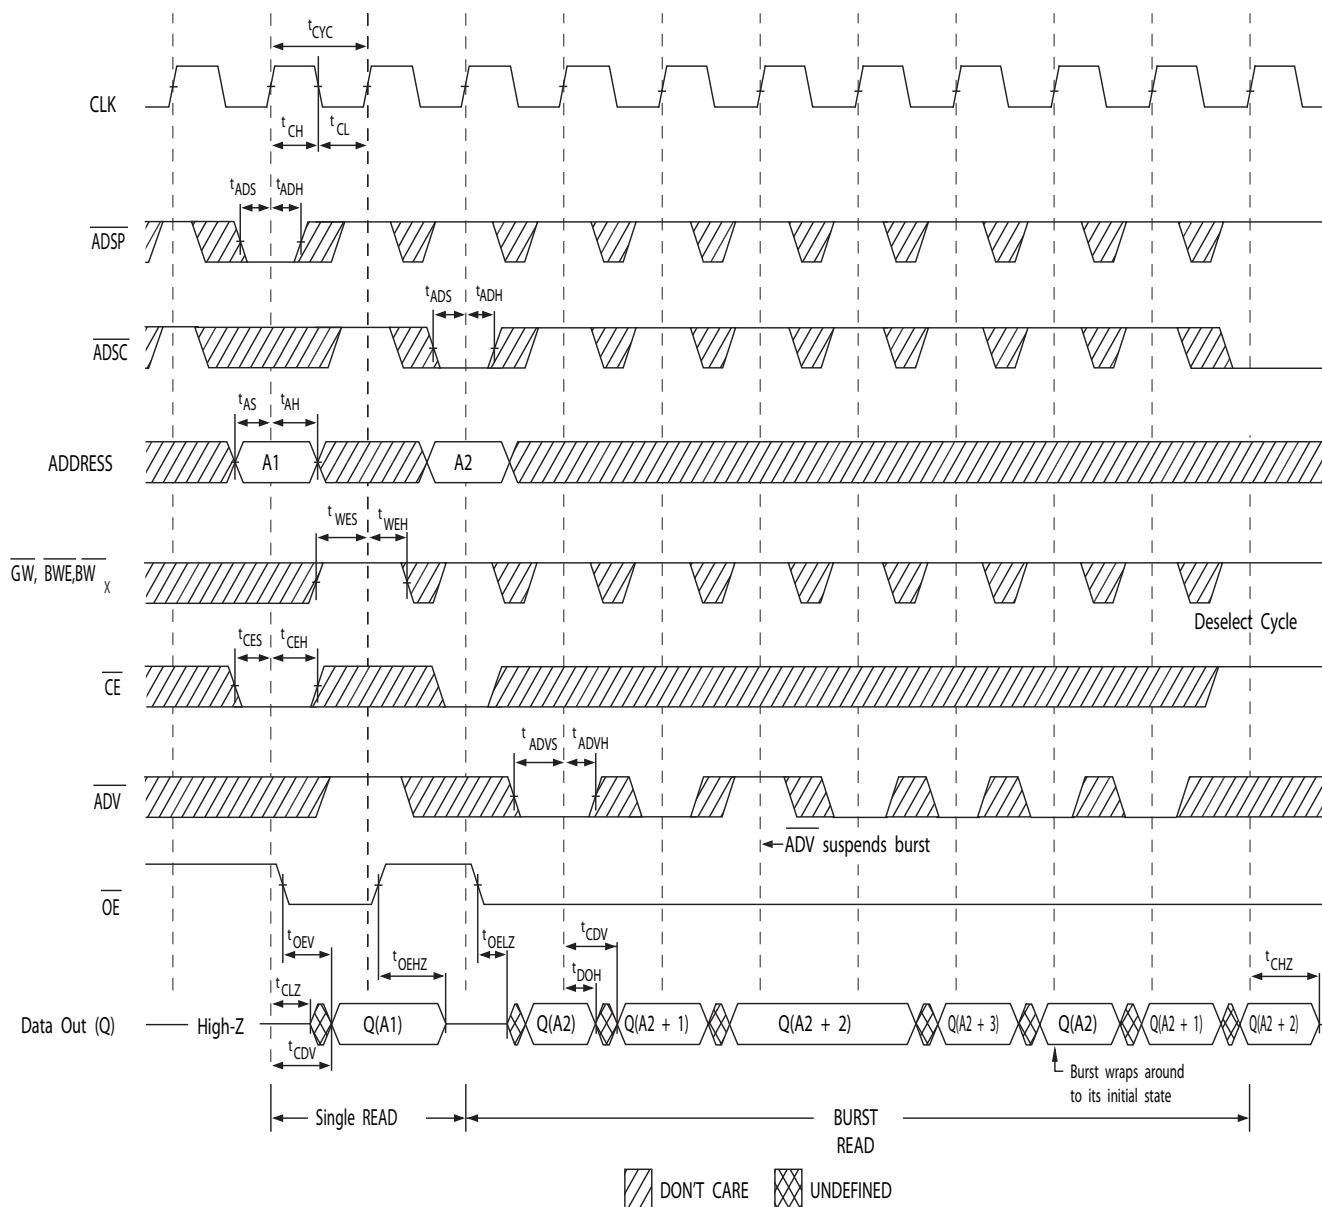 tCYC
CLK
tCH tCL
tADS tADH
ADSP
tADS tADH
ADSC
tAS tAH
ADDRESS A1 A2
tWES tWEH
GW, BWE,BWX
Deselect Cycle
tCES tCEH
CE
tADVS tADVH
ADV
ADV suspends burst
OE
tOEV tOEHZ tOELZ tCDV
tCLZ tDOH tCHZ
Data Out (Q) High-Z Q(A1) Q(A2) Q(A2 + 1) Q(A2 + 2) Q(A2 + 3) Q(A2) Q(A2 + 1) Q(A2 + 2)
tCDV
Burst wraps around
to its initial state
Single READ BURST
READ
DON'T CARE UNDEFINED